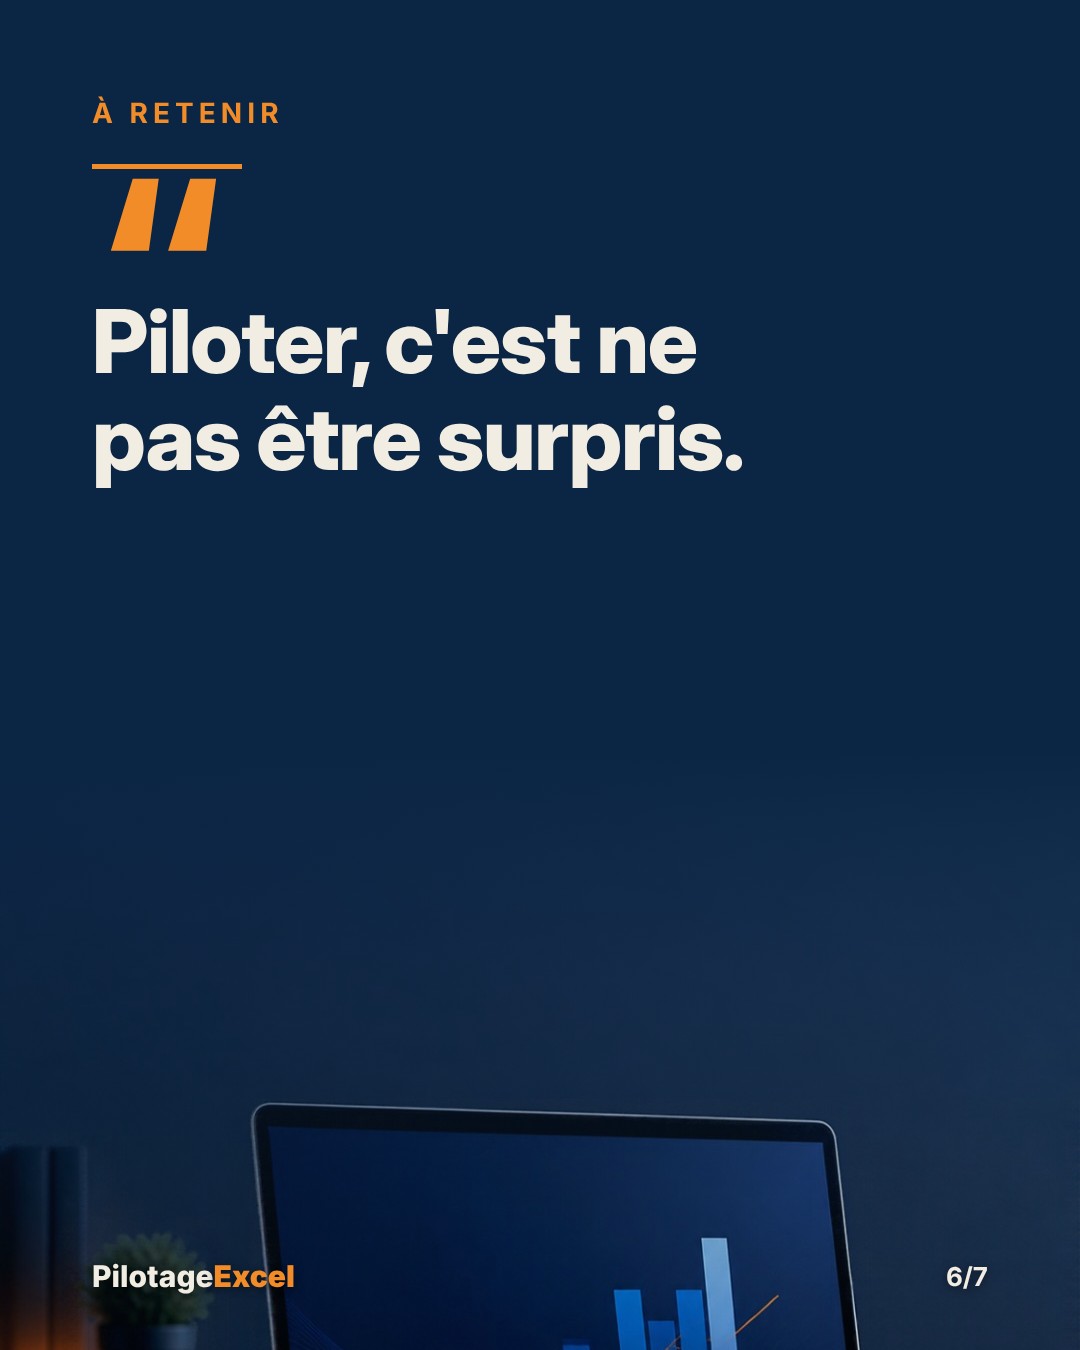 À RETENIR
"
Piloter, c'est ne
pas être surpris.
PilotageExcel
6/7